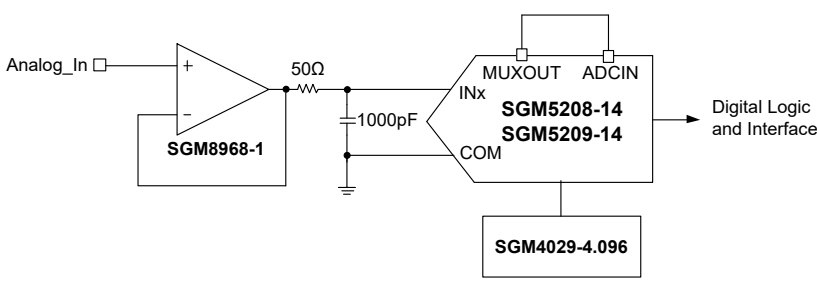 MUXOUT ADCIN
Analog_In
+
50Ω
INx
SGM5208-14
SGM5209-14
Digital Logic
and Interface
−
1000pF
SGM8968-1
COM
SGM4029-4.096